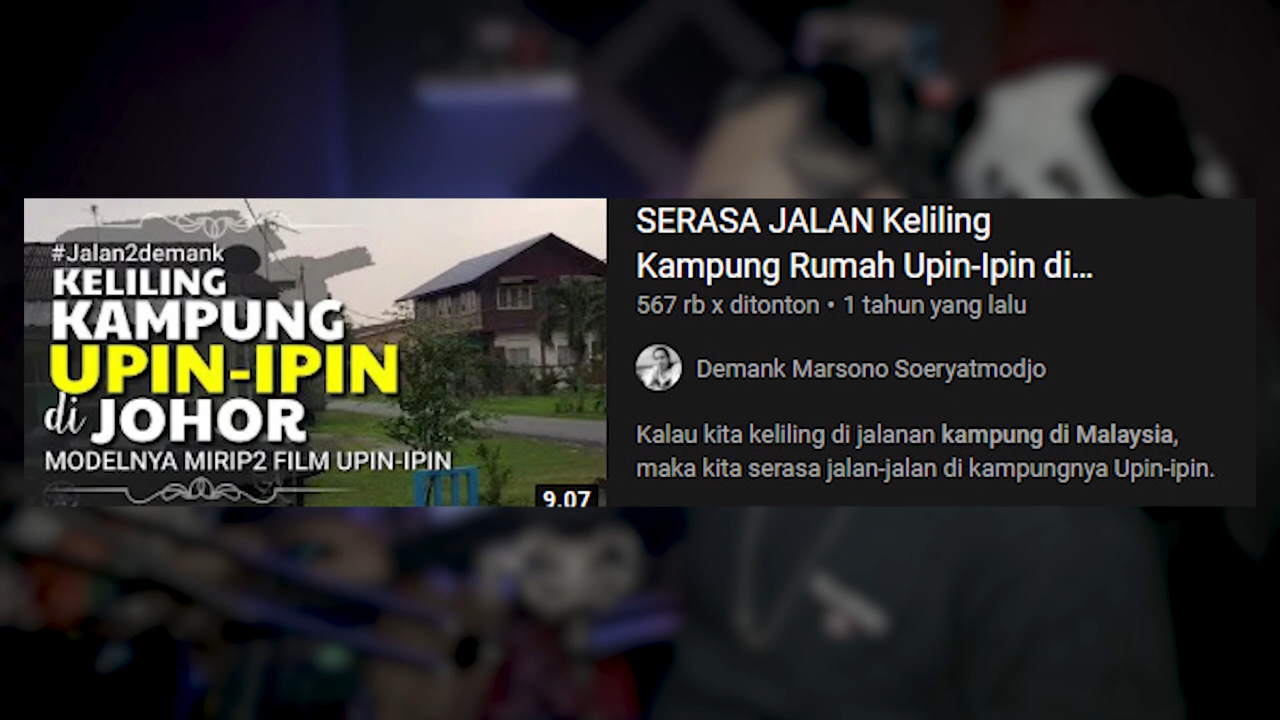 #Jalan2demank
KELILING
KAMPUNG
UPIN-IPIN
di JOHOR
MODELNYA MIRIP2 FILM UPIN-IPIN
9.07
SERASA JALAN Keliling
Kampung Rumah Upin-Ipin di...
567 rb x ditonton • 1 tahun yang lalu
Demank Marsono Soeryatmodjo
Kalau kita keliling di jalanan kampung di Malaysia,
maka kita serasa jalan-jalan di kampungnya Upin-ipin.